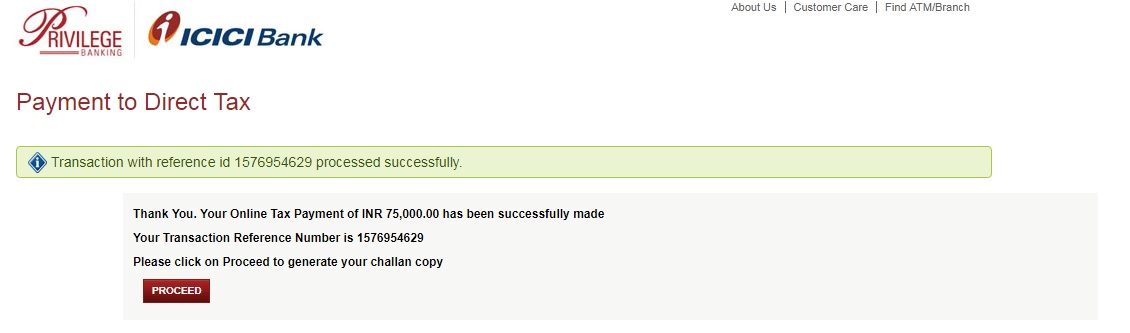 About Us | Customer Care | Find ATM/Branch
PRIVILEGE
BANKING
ICICI Bank
Payment to Direct Tax
Transaction with reference id 1576954629 processed successfully.
Thank You. Your Online Tax Payment of INR 75,000.00 has been successfully made
Your Transaction Reference Number is 1576954629
Please click on Proceed to generate your challan copy
PROCEED